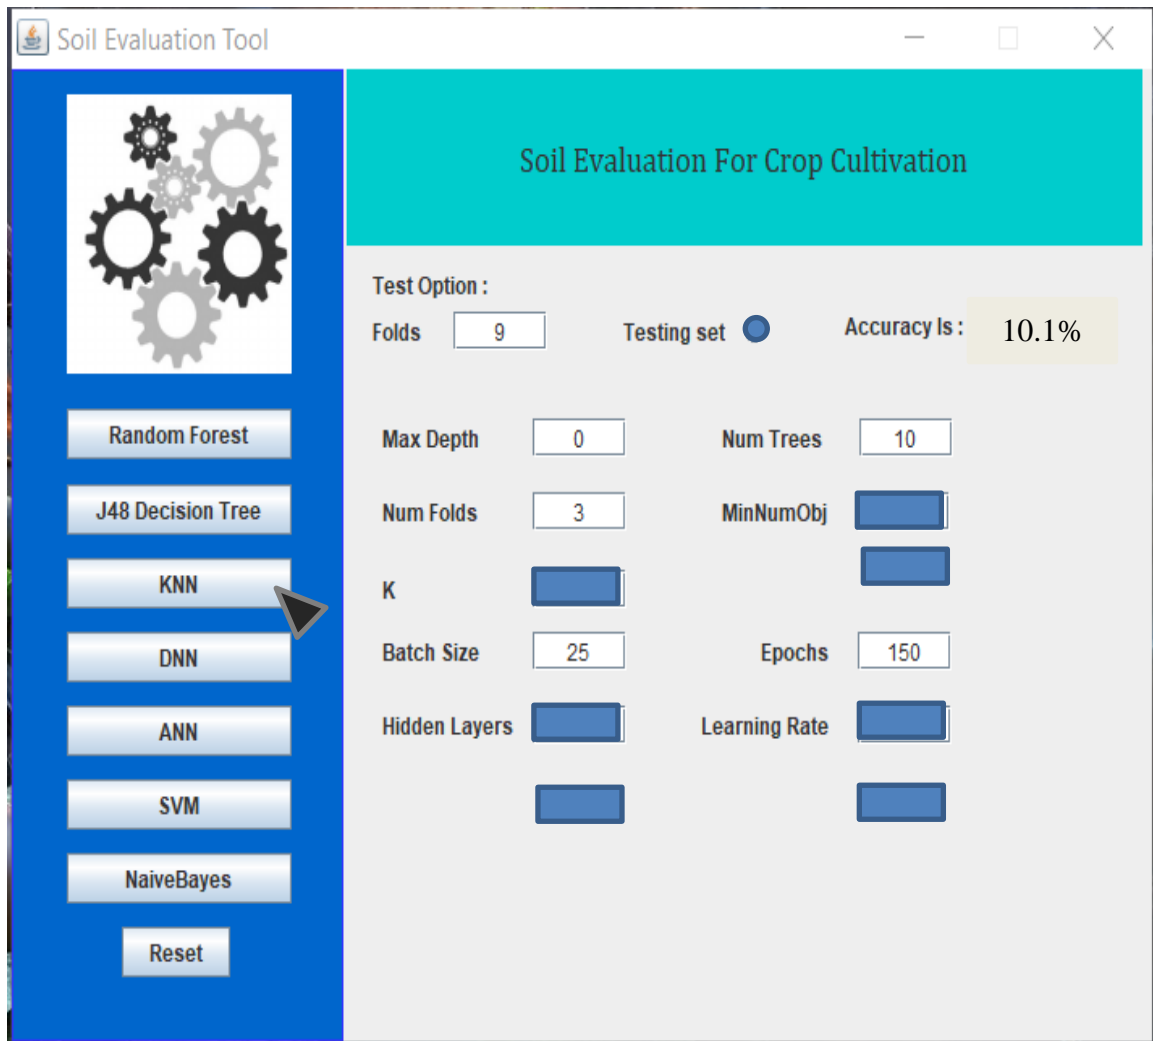 Soil Evaluation Tool
Soil Evaluation For Crop Cultivation
Test Option :
Folds 9 Testing set Accuracy Is : 10.1%
Random Forest
J48 Decision Tree
KNN
DNN
ANN
SVM
NaiveBayes
Reset
Max Depth 0 Num Trees 10
Num Folds 3 MinNumObj
K
Batch Size 25 Epochs 150
Hidden Layers Learning Rate